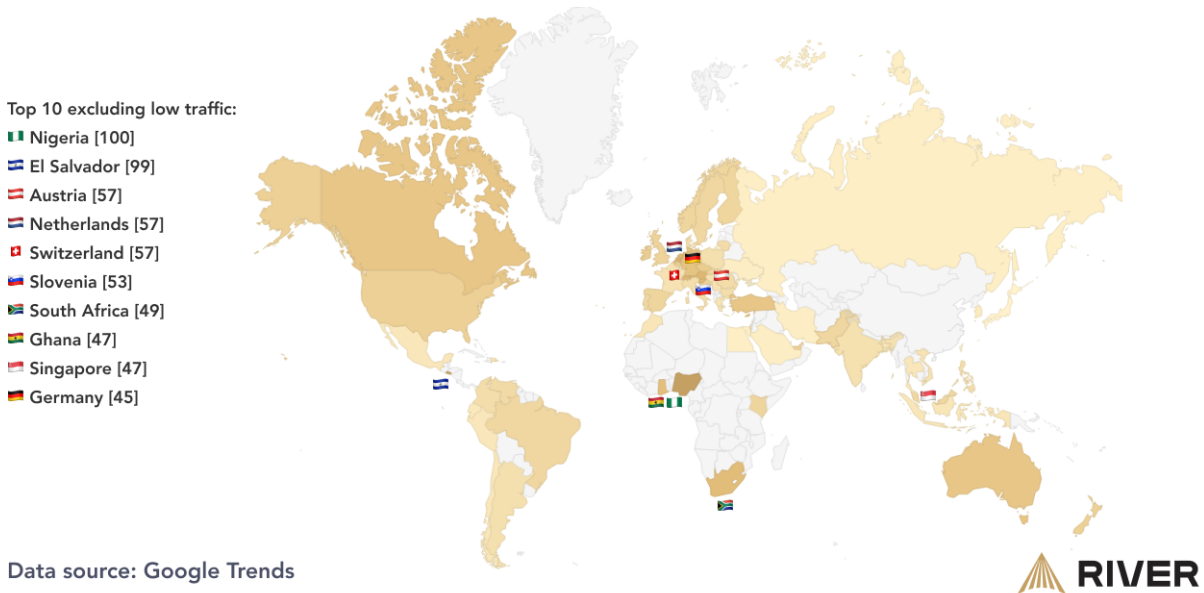 Top 10 excluding low traffic:
Nigeria [100]
El Salvador [99]
Austria [57]
Netherlands [57]
Switzerland [57]
Slovenia [53]
South Africa [49]
Ghana [47]
Singapore [47]
Germany [45]
Data source: Google Trends
RIVER